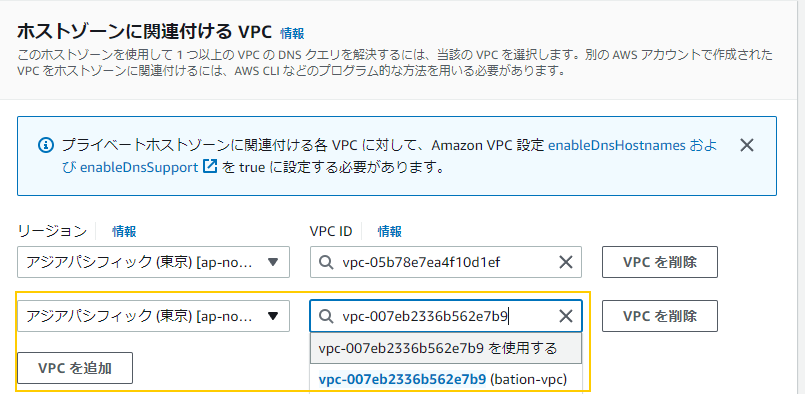 ホストゾーンに関連付ける VPC 情報
このホストゾーンを使用して 1 つ以上の VPC の DNS クエリを解決するには、当該の VPC を選択します。別の AWS アカウントで作成された
VPC をホストゾーンに関連付けるには、AWS CLI などのプログラム的な方法を用いる必要があります。
プライベートホストゾーンに関連付ける各 VPC に対して、Amazon VPC 設定 enableDnsHostnames およ
び enableDnsSupport を true に設定する必要があります。
リージョン 情報 VPC ID 情報
アジアパシフィック (東京) [ap-no... vpc-05b78e7ea4f10d1ef VPC を削除
アジアパシフィック (東京) [ap-no... vpc-007eb2336b562e7b9 VPC を削除
vpc-007eb2336b562e7b9 を使用する
VPC を追加
vpc-007eb2336b562e7b9 (bation-vpc)